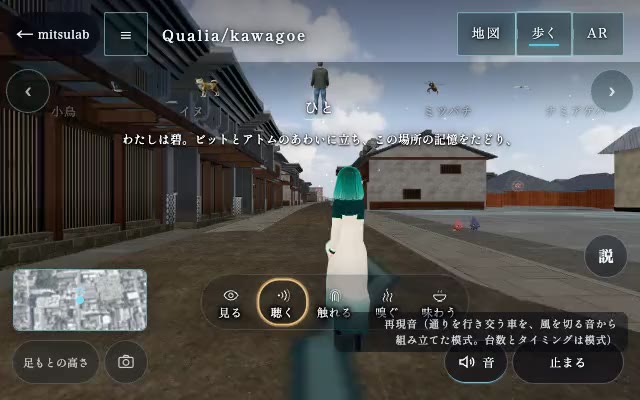 ← mitsulab
≡
Qualia/kawagoe
地図
歩く
AR
‹
小鳥
イヌ
ひと
ミツバチ
›
わたしは碧。ビットとアトムのあわいに立ち、この場所の記憶をたどり、
説
見る
聴く
触れる
嗅ぐ
味わう
再現音（通りを行き交う車を、風を切る音から
組み立てた模式。台数とタイミングは模式）
足もとの高さ
音
止まる